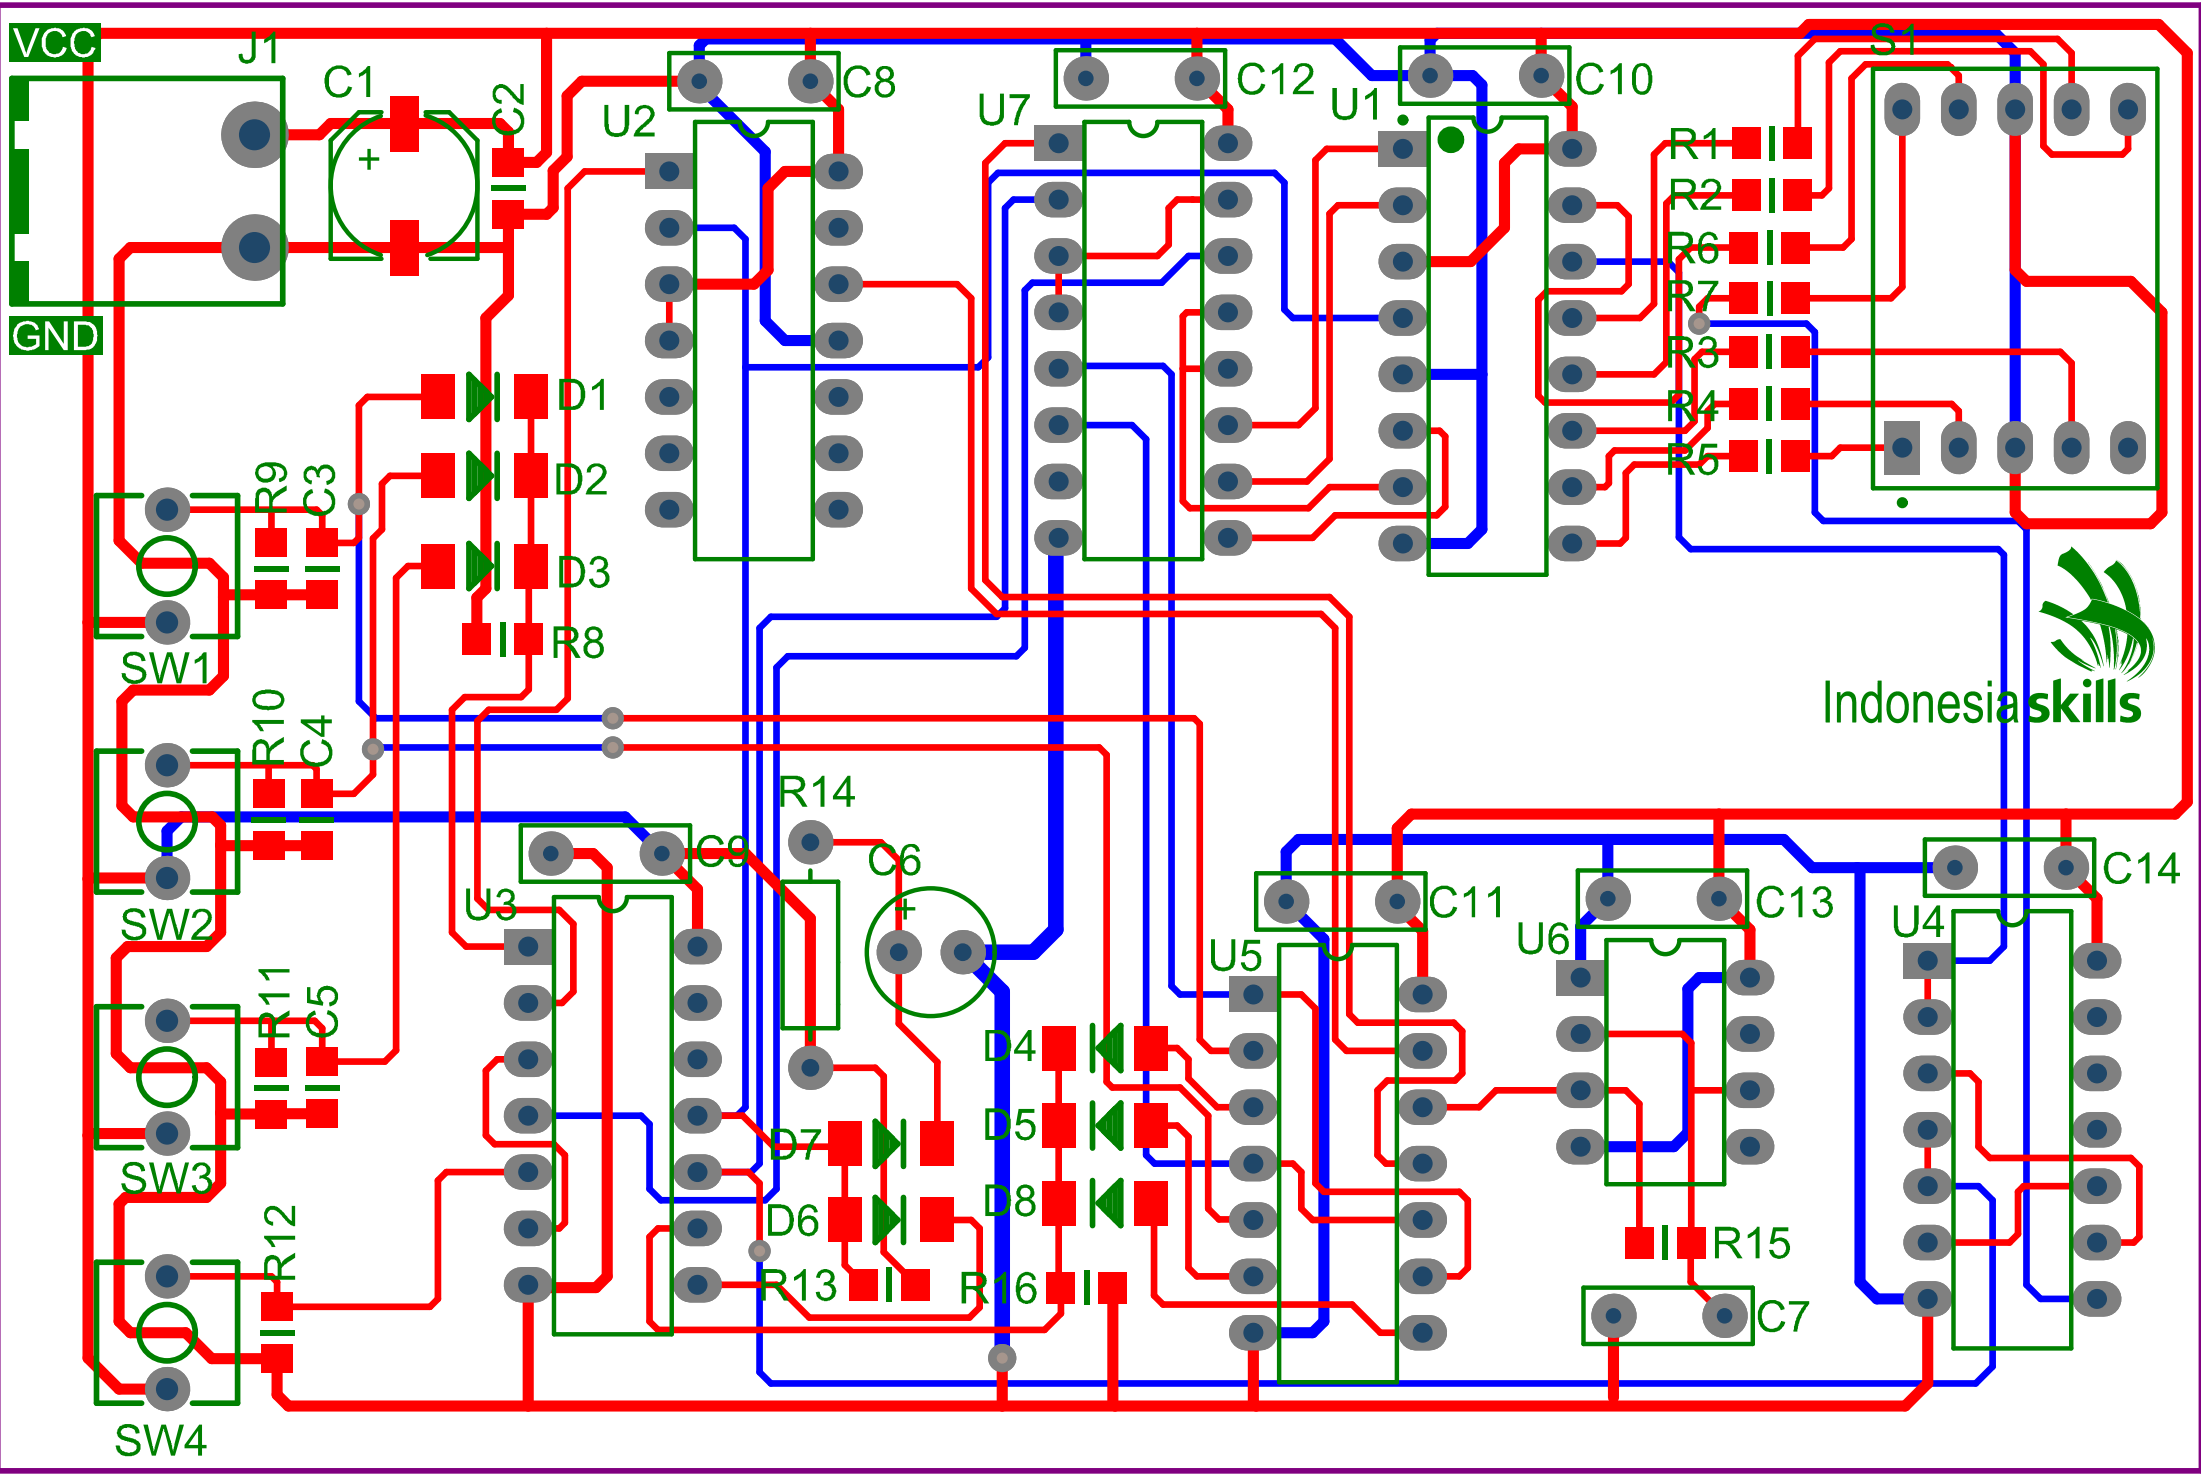 VCC
J1
C1
C2
U2
C8
U7
C12
U1
C10
S1
R1
R2
R6
R7
R3
R4
R5
GND
D1
D2
D3
R9
C3
SW1
R8
R10
C4
SW2
Indonesiaskills
R14
C9
C6
+
+
U3
U5
C11
U6
C13
U4
C14
R11
C5
SW3
D4
D5
D8
D7
D6
R12
R13
R16
R15
C7
SW4